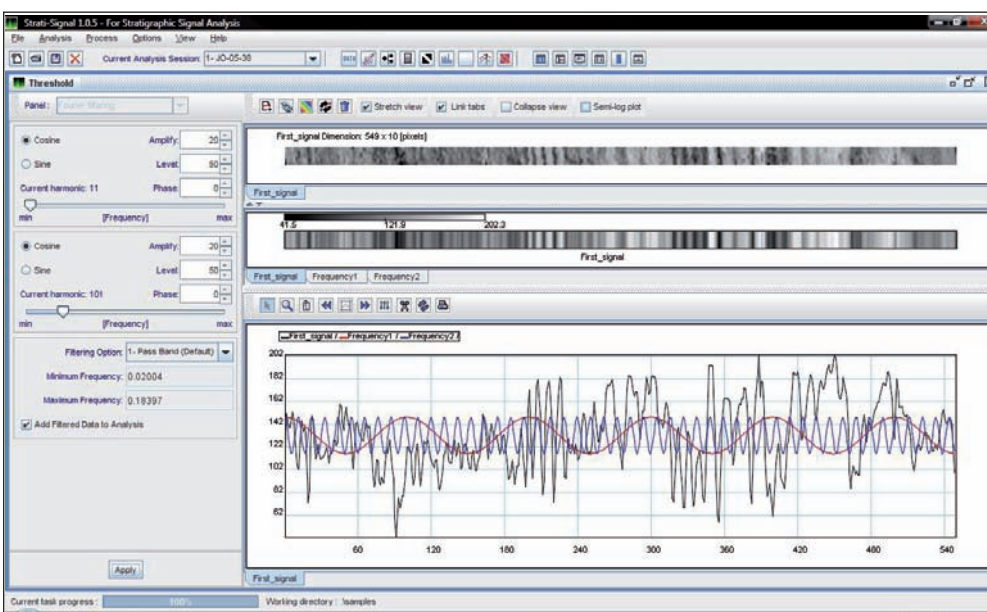 Strati-Signal 1.0.5 - For Stratigraphic Signal Analysis
File Analysis Process Options View Help
Current Analysis Session: 1- JO-05-30
DATA
Threshold
Panel: Fourier filtering
Stretch view Link tabs Collapse view Semi-log plot
Cosine Amplify: 20
Sine Level: 50
Current harmonic: 11 Phase: 0
min [Frequency] max
Cosine Amplify: 20
Sine Level: 50
Current harmonic: 101 Phase: 0
min [Frequency] max
Filtering Option: 1- Pass Band (Default)
Minimum Frequency: 0.02004
Maximum Frequency: 0.18397
Add Filtered Data to Analysis
Apply
First_signal Dimension: 549 x 10 [pixels]
First_signal
41.5 121.9 202.3
First_signal
First_signal Frequency1 Frequency2
First_signal / Frequency1 / Frequency2 /
202
182
162
142
122
102
82
62
60 120 180 240 300 360 420 480 540
First_signal
Current task progress : 100% Working directory : .\samples